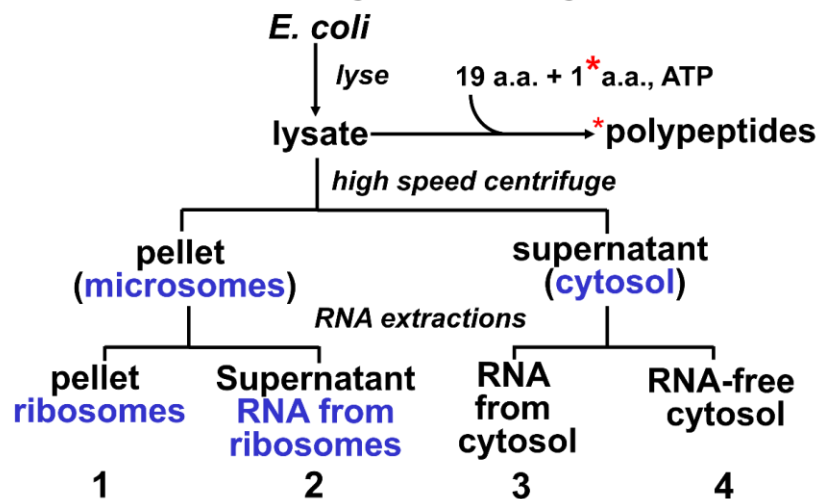 E. coli
lyse
19 a.a. + 1*a.a., ATP
lysate
*polypeptides
high speed centrifuge
pellet
(microsomes)
supernatant
(cytosol)
RNA extractions
pellet
ribosomes
Supernatant
RNA from
ribosomes
RNA
from
cytosol
RNA-free
cytosol
1
2
3
4